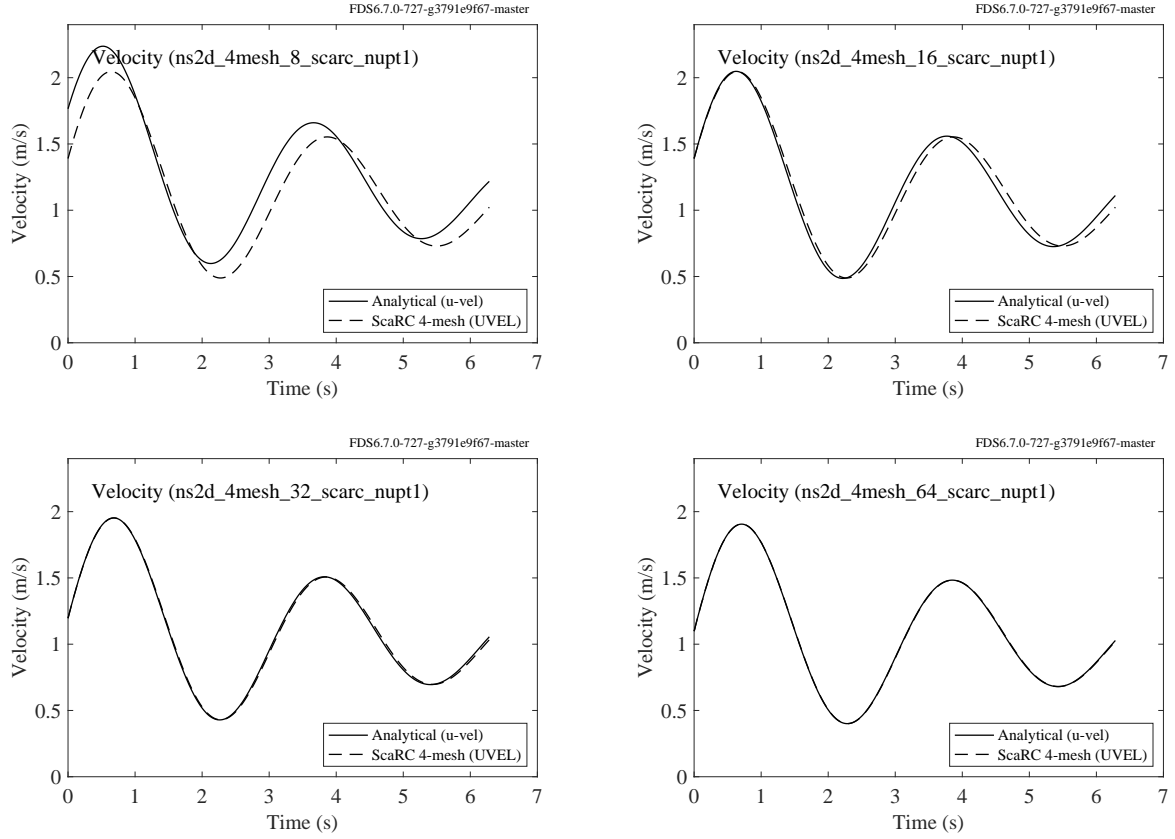 FDS6.7.0-727-g3791e9f67-master
Velocity (ns2d_4mesh_8_scarc_nupt1)
2
1.5
1
0.5
0
Velocity (m/s)
Analytical (u-vel)
ScaRC 4-mesh (UVEL)
0 1 2 3 4 5 6 7
Time (s)
FDS6.7.0-727-g3791e9f67-master
Velocity (ns2d_4mesh_16_scarc_nupt1)
2
1.5
1
0.5
0
Velocity (m/s)
Analytical (u-vel)
ScaRC 4-mesh (UVEL)
0 1 2 3 4 5 6 7
Time (s)
FDS6.7.0-727-g3791e9f67-master
Velocity (ns2d_4mesh_32_scarc_nupt1)
2
1.5
1
0.5
0
Velocity (m/s)
Analytical (u-vel)
ScaRC 4-mesh (UVEL)
0 1 2 3 4 5 6 7
Time (s)
FDS6.7.0-727-g3791e9f67-master
Velocity (ns2d_4mesh_64_scarc_nupt1)
2
1.5
1
0.5
0
Velocity (m/s)
Analytical (u-vel)
ScaRC 4-mesh (UVEL)
0 1 2 3 4 5 6 7
Time (s)